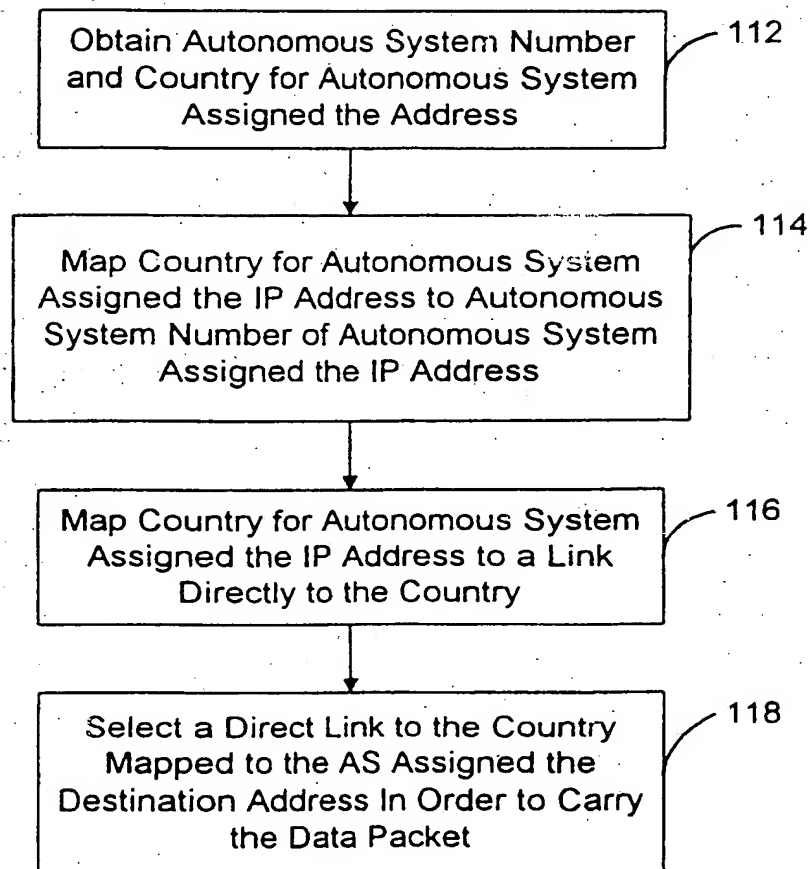 Obtain Autonomous System Number
and Country for Autonomous System
Assigned the Address
112
Map Country for Autonomous System
Assigned the IP Address to Autonomous
System Number of Autonomous System
Assigned the IP Address
114
Map Country for Autonomous System
Assigned the IP Address to a Link
Directly to the Country
116
Select a Direct Link to the Country
Mapped to the AS Assigned the
Destination Address In Order to Carry
the Data Packet
118